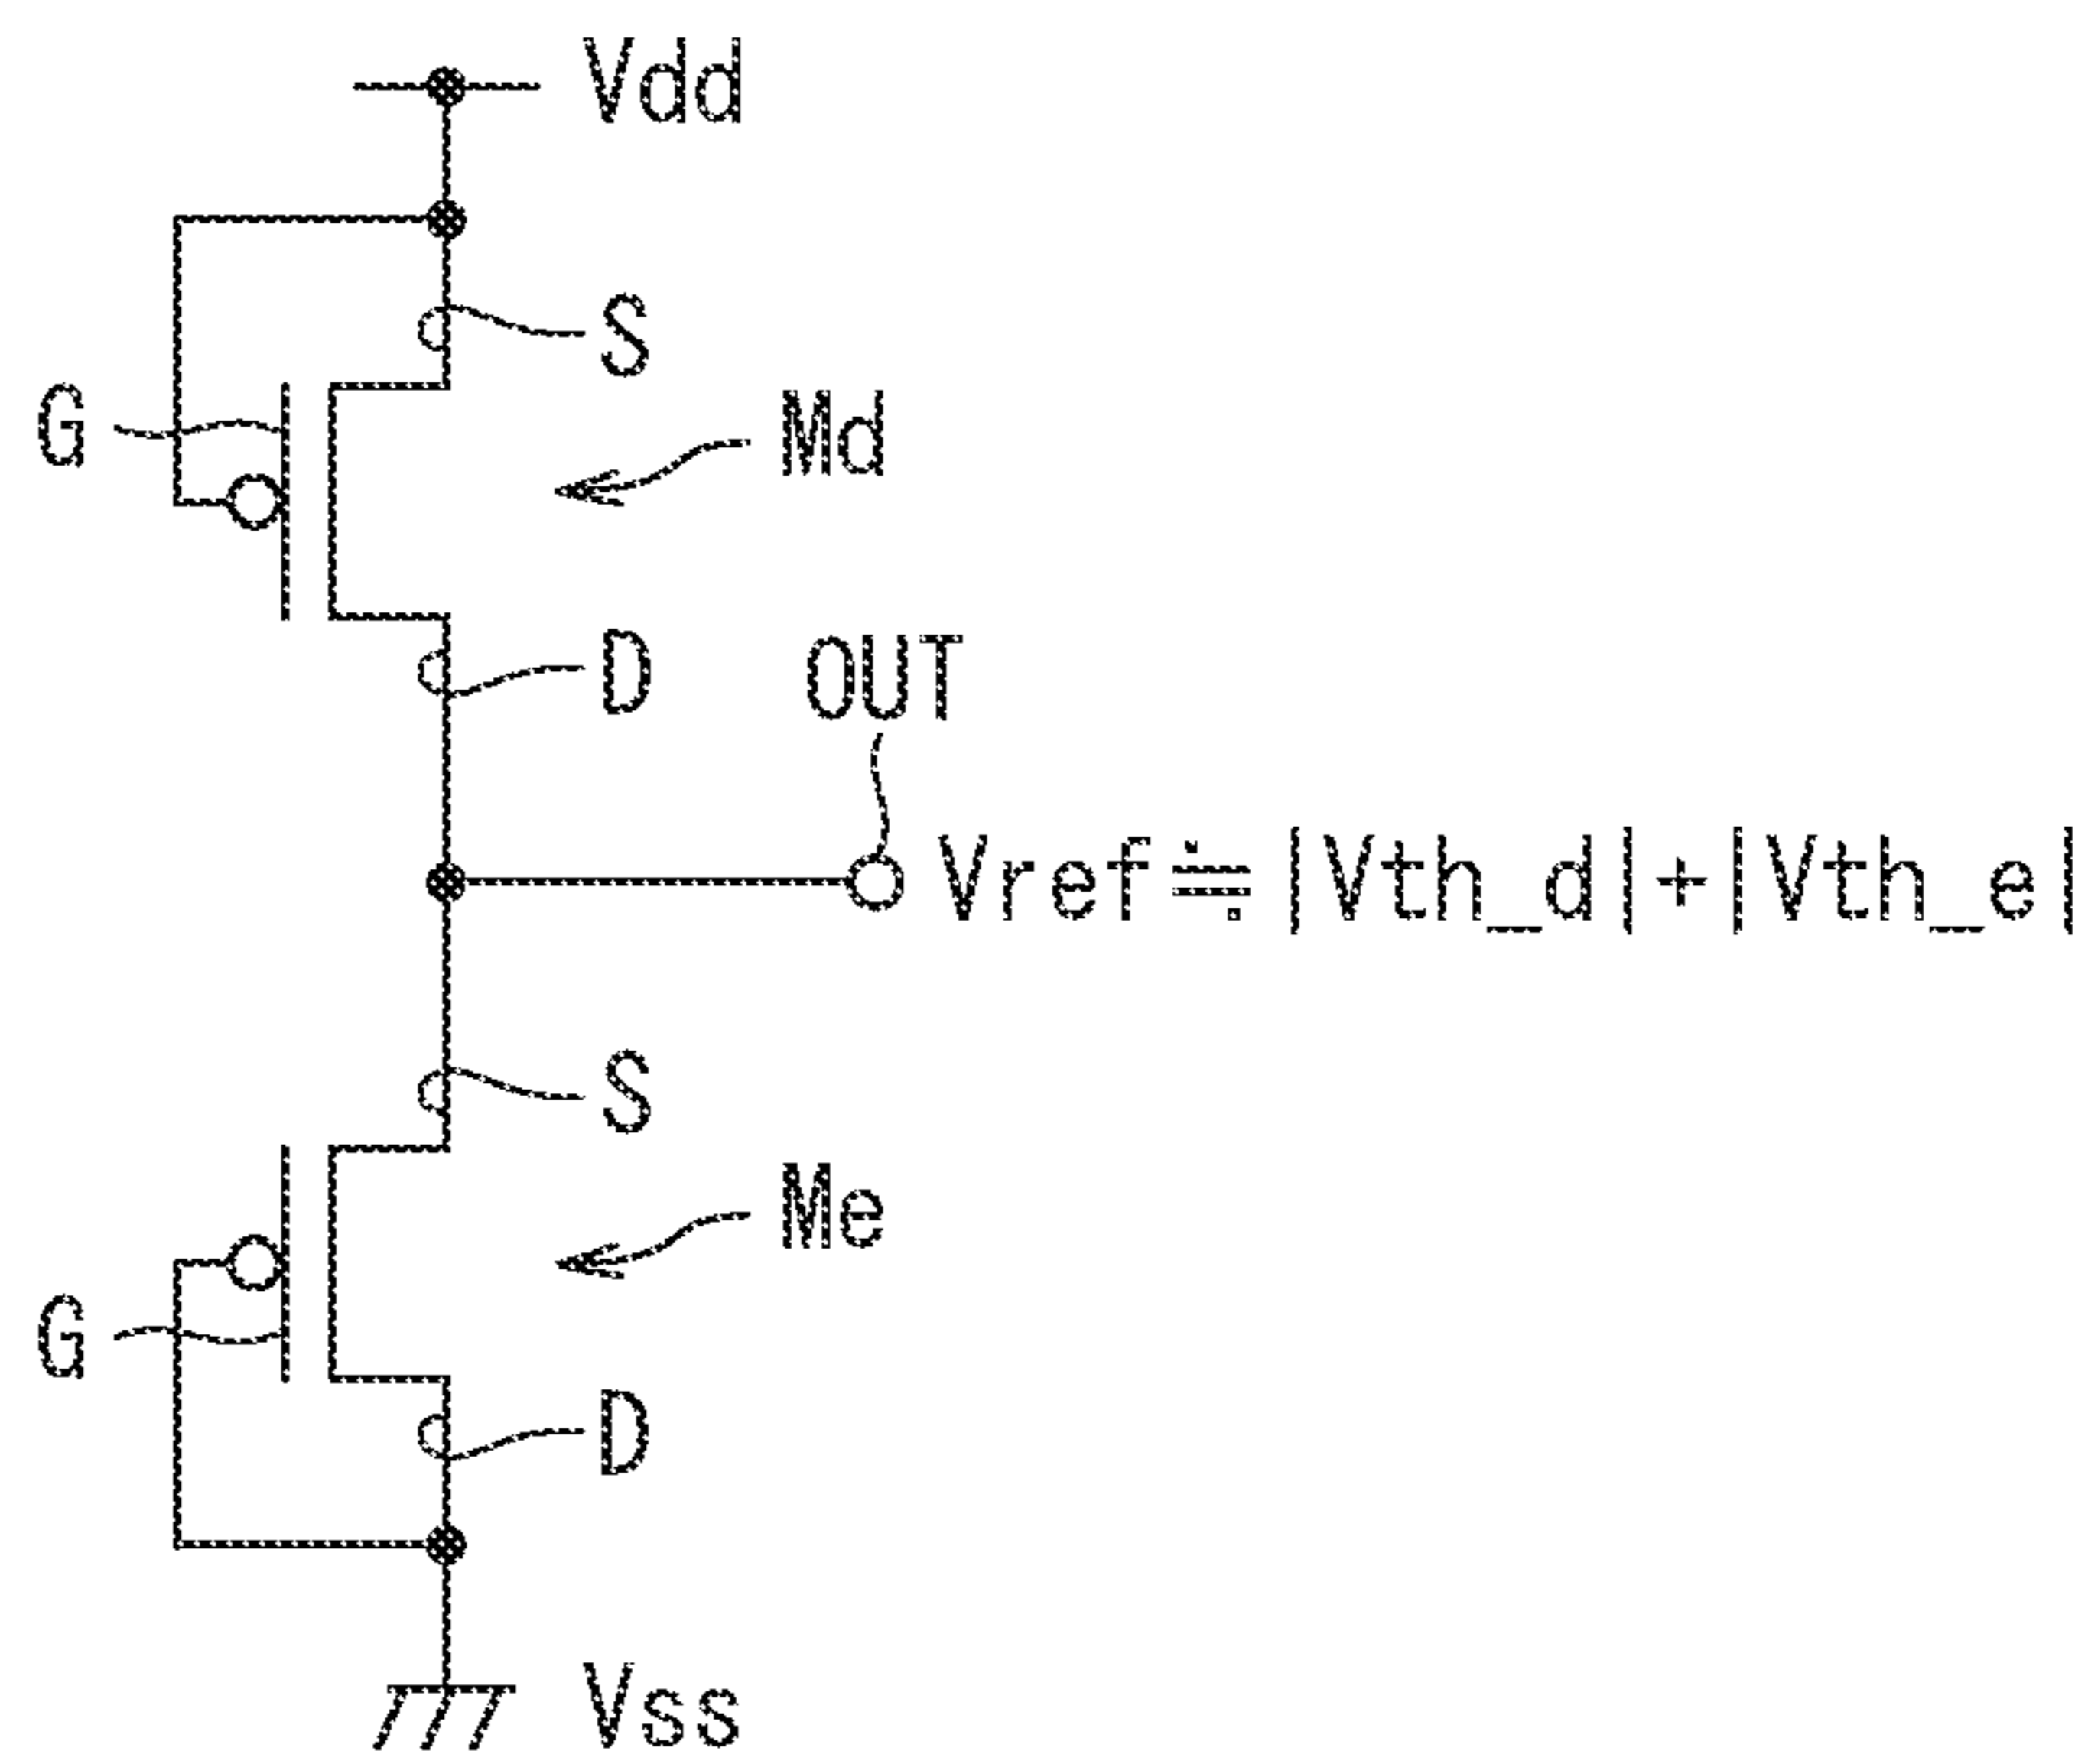 Vdd
S
G
Md
D
OUT
Vref≒|Vth_d|+|Vth_e|
S
Me
G
D
Vss